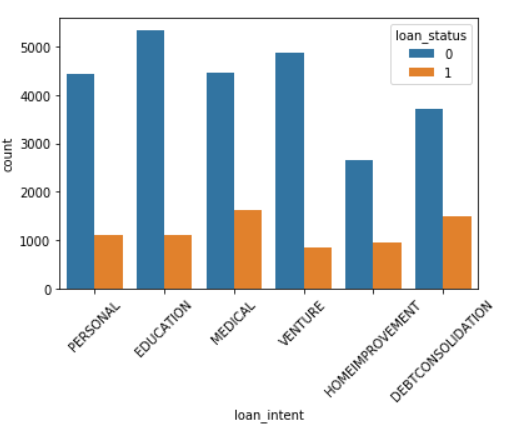 loan_status
0
1
5000
4000
3000
2000
1000
0
count
PERSONAL
EDUCATION
MEDICAL
VENTURE
HOMEIMPROVEMENT
DEBTCONSOLIDATION
loan_intent